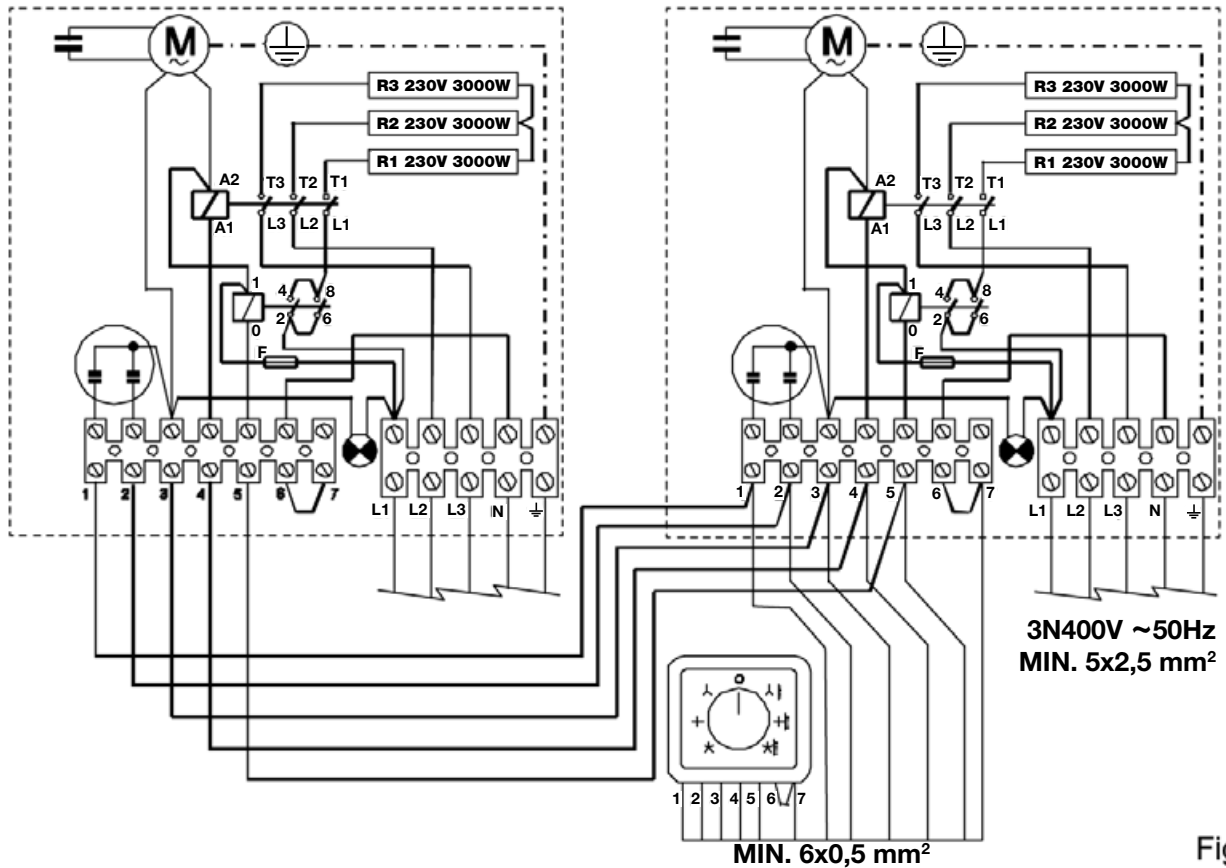 M
~
M
~
R3 230V 3000W
R2 230V 3000W
R1 230V 3000W
R3 230V 3000W
R2 230V 3000W
R1 230V 3000W
A2 T3 T2 T1
A1 L3 L2 L1
A2 T3 T2 T1
A1 L3 L2 L1
1 4 8
0 2 6
F
1 4 8
0 2 6
F
1 2 3 4 5 6 7
L1 L2 L3 N
1 2 3 4 5 6 7
L1 L2 L3 N
3N400V ~50Hz
MIN. 5x2,5 mm²
1 2 3 4 5 6 7
MIN. 6x0,5 mm²
Fig